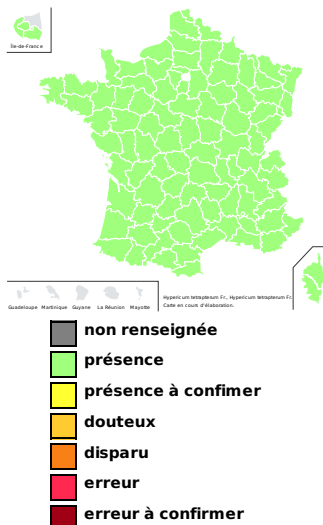 Île-de-France
Guadeloupe Martinique Guyane La Réunion Mayotte
Hypericum tetrapterum Fr., Hypericum tetrapterum Fr.
Carte en cours d'élaboration.
non renseignée
présence
présence à confimer
douteux
disparu
erreur
erreur à confirmer